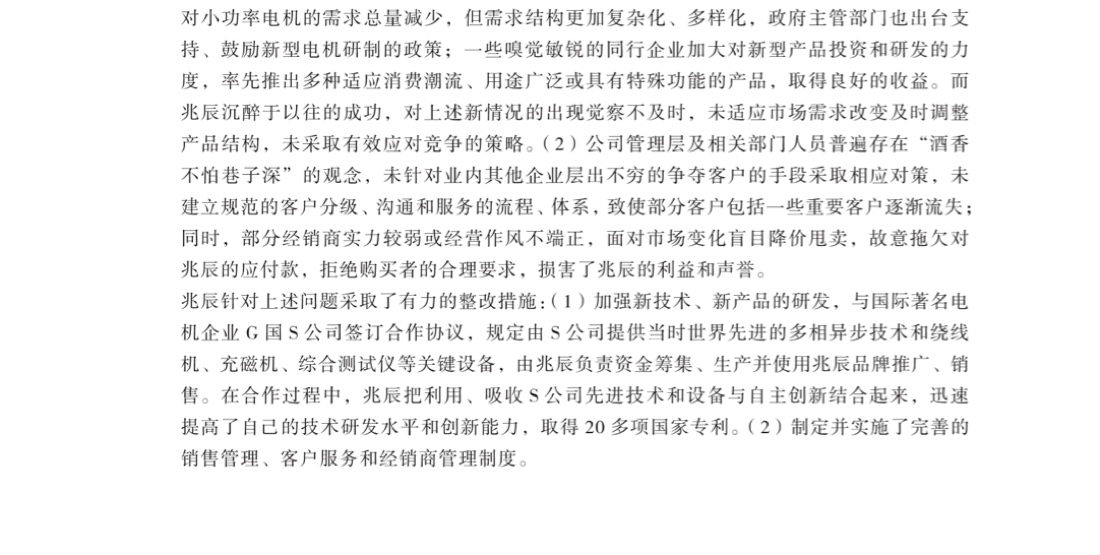 对小功率电机的需求总量减少，但需求结构更加复杂化、多样化，政府主管部门也出台支
持、鼓励新型电机研制的政策；一些嗅觉敏锐的同行企业加大对新型产品投资和研发的力
度，率先推出多种适应消费潮流、用途广泛或具有特殊功能的产品，取得良好的收益。而
兆辰沉醉于以往的成功，对上述新情况的出现觉察不及时，未适应市场需求改变及时调整
产品结构，未采取有效应对竞争的策略。（2）公司管理层及相关部门人员普遍存在“酒香
不怕巷子深”的观念，未针对业内其他企业层出不穷的争夺客户的手段采取相应对策，未
建立规范的客户分级、沟通和服务的流程、体系，致使部分客户包括一些重要客户逐渐流失；
同时，部分经销商实力较弱或经营作风不端正，面对市场变化盲目降价甩卖，故意拖欠对
兆辰的应付款，拒绝购买者的合理要求，损害了兆辰的利益和声誉。
兆辰针对上述问题采取了有力的整改措施：（1）加强新技术、新产品的研发，与国际著名电
机企业 G 国 S 公司签订合作协议，规定由 S 公司提供当时世界先进的多相异步技术和绕线
机、充磁机、综合测试仪等关键设备，由兆辰负责资金筹集、生产并使用兆辰品牌推广、销
售。在合作过程中，兆辰把利用、吸收 S 公司先进技术和设备与自主创新结合起来，迅速
提高了自己的技术研发水平和创新能力，取得 20 多项国家专利。（2）制定并实施了完善的
销售管理、客户服务和经销商管理制度。